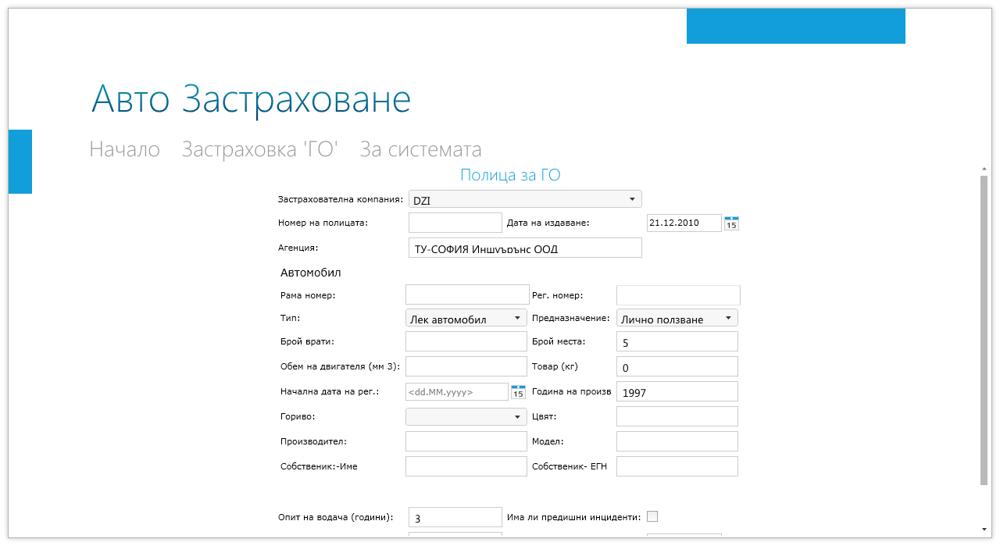 Авто Застраховане
Начало Застраховка 'ГО' За системата
Полица за ГО
Застрахователна компания: DZI
Номер на полицата: Дата на издаване: 21.12.2010 15
Агенция: ТУ-СОФИЯ Иншуърънс ООД
Автомобил
Рама номер: Рег. номер:
Тип: Лек автомобил Предназначение: Лично ползване
Брой врати: Брой места: 5
Обем на двигателя (мм 3): Товар (кг) 0
Начална дата на рег.: <dd.MM.yyyy> 15 Година на произв 1997
Гориво: Цвят:
Производител: Модел:
Собственик:-Име Собственик- ЕГН
Опит на водача (години): 3 Има ли предишни инциденти: